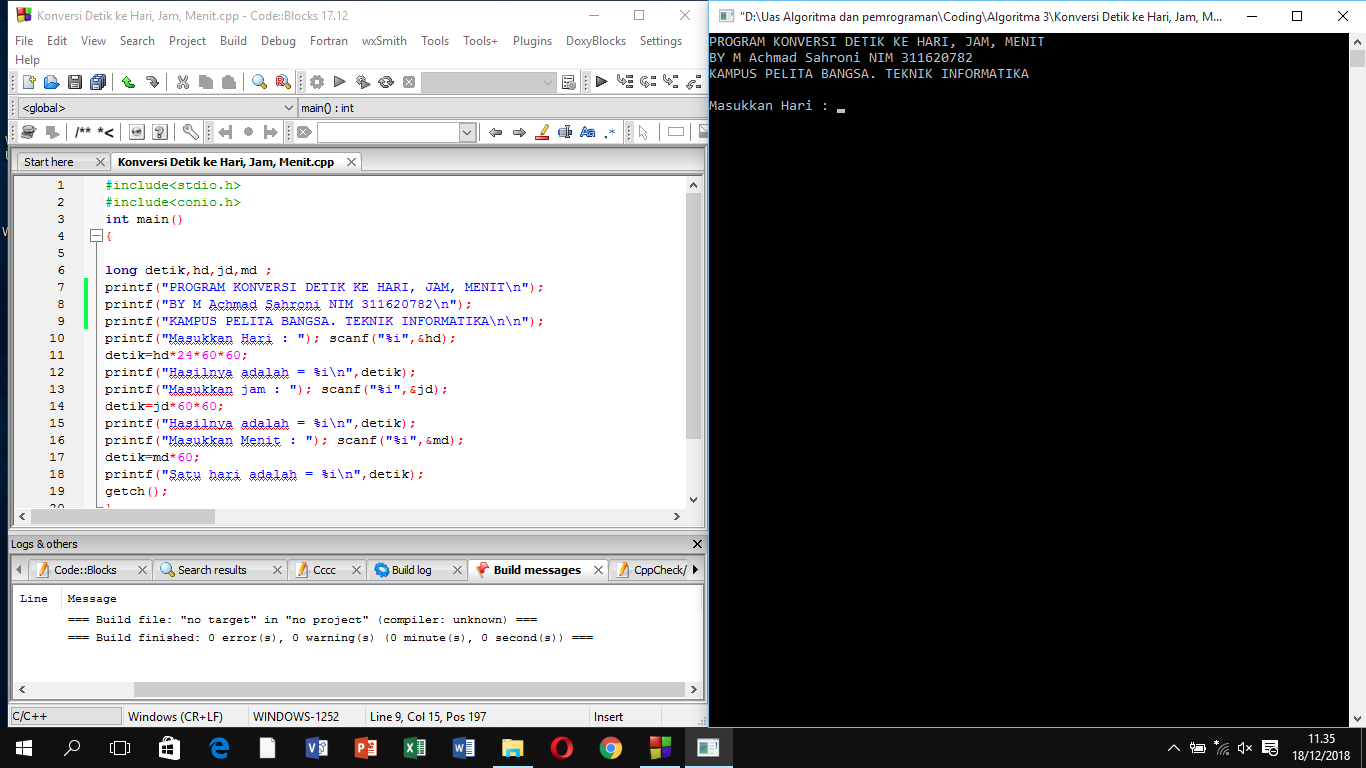 Konversi Detik ke Hari, Jam, Menit.cpp - Code::Blocks 17.12
File Edit View Search Project Build Debug Fortran wxSmith Tools Tools+ Plugins DoxyBlocks Settings
Help
<global> main() : int
/** *<
Aa .*
Start here Konversi Detik ke Hari, Jam, Menit.cpp
1 #include<stdio.h>
2 #include<conio.h>
3 int main()
4 {
5
6 long detik,hd,jd,md ;
7 printf("PROGRAM KONVERSI DETIK KE HARI, JAM, MENIT\n");
8 printf("BY M Achmad Sahroni NIM 311620782\n");
9 printf("KAMPUS PELITA BANGSA. TEKNIK INFORMATIKA\n\n");
10 printf("Masukkan Hari : "); scanf("%i",&hd);
11 detik=hd*24*60*60;
12 printf("Hasilnya adalah = %i\n",detik);
13 printf("Masukkan jam : "); scanf("%i",&jd);
14 detik=jd*60*60;
15 printf("Hasilnya adalah = %i\n",detik);
16 printf("Masukkan Menit : "); scanf("%i",&md);
17 detik=md*60;
18 printf("Satu hari adalah = %i\n",detik);
19 getch();
20 }
Logs & others
Code::Blocks Search results Cccc Build log Build messages CppCheck/
Line Message
=== Build file: "no target" in "no project" (compiler: unknown) ===
=== Build finished: 0 error(s), 0 warning(s) (0 minute(s), 0 second(s)) ===
C/C++ Windows (CR+LF) WINDOWS-1252 Line 9, Col 15, Pos 197 Insert
"D:\Uas Algoritma dan pemrograman\Coding\Algoritma 3\Konversi Detik ke Hari, Jam, M...
PROGRAM KONVERSI DETIK KE HARI, JAM, MENIT
BY M Achmad Sahroni NIM 311620782
KAMPUS PELITA BANGSA. TEKNIK INFORMATIKA
Masukkan Hari : _
11.35
18/12/2018